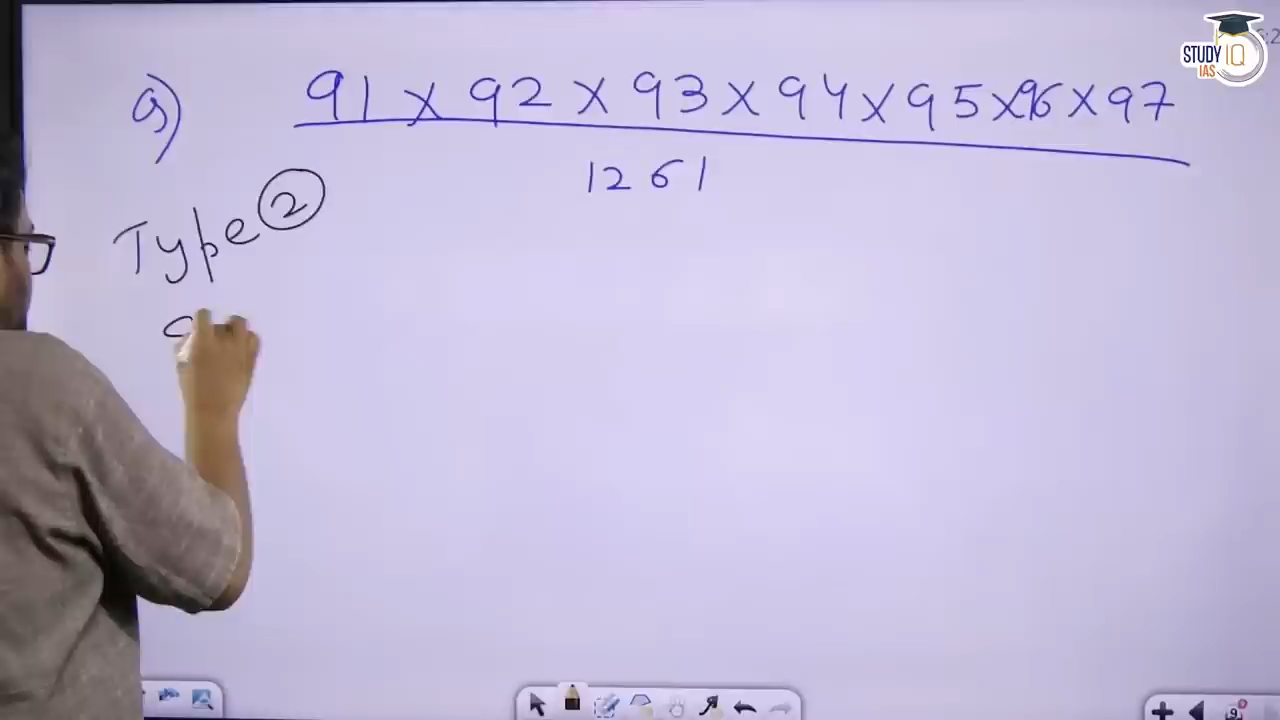 Q) 91 × 92 × 93 × 94 × 95 × 96 × 97
1261
Type 2
STUDY IQ
IAS